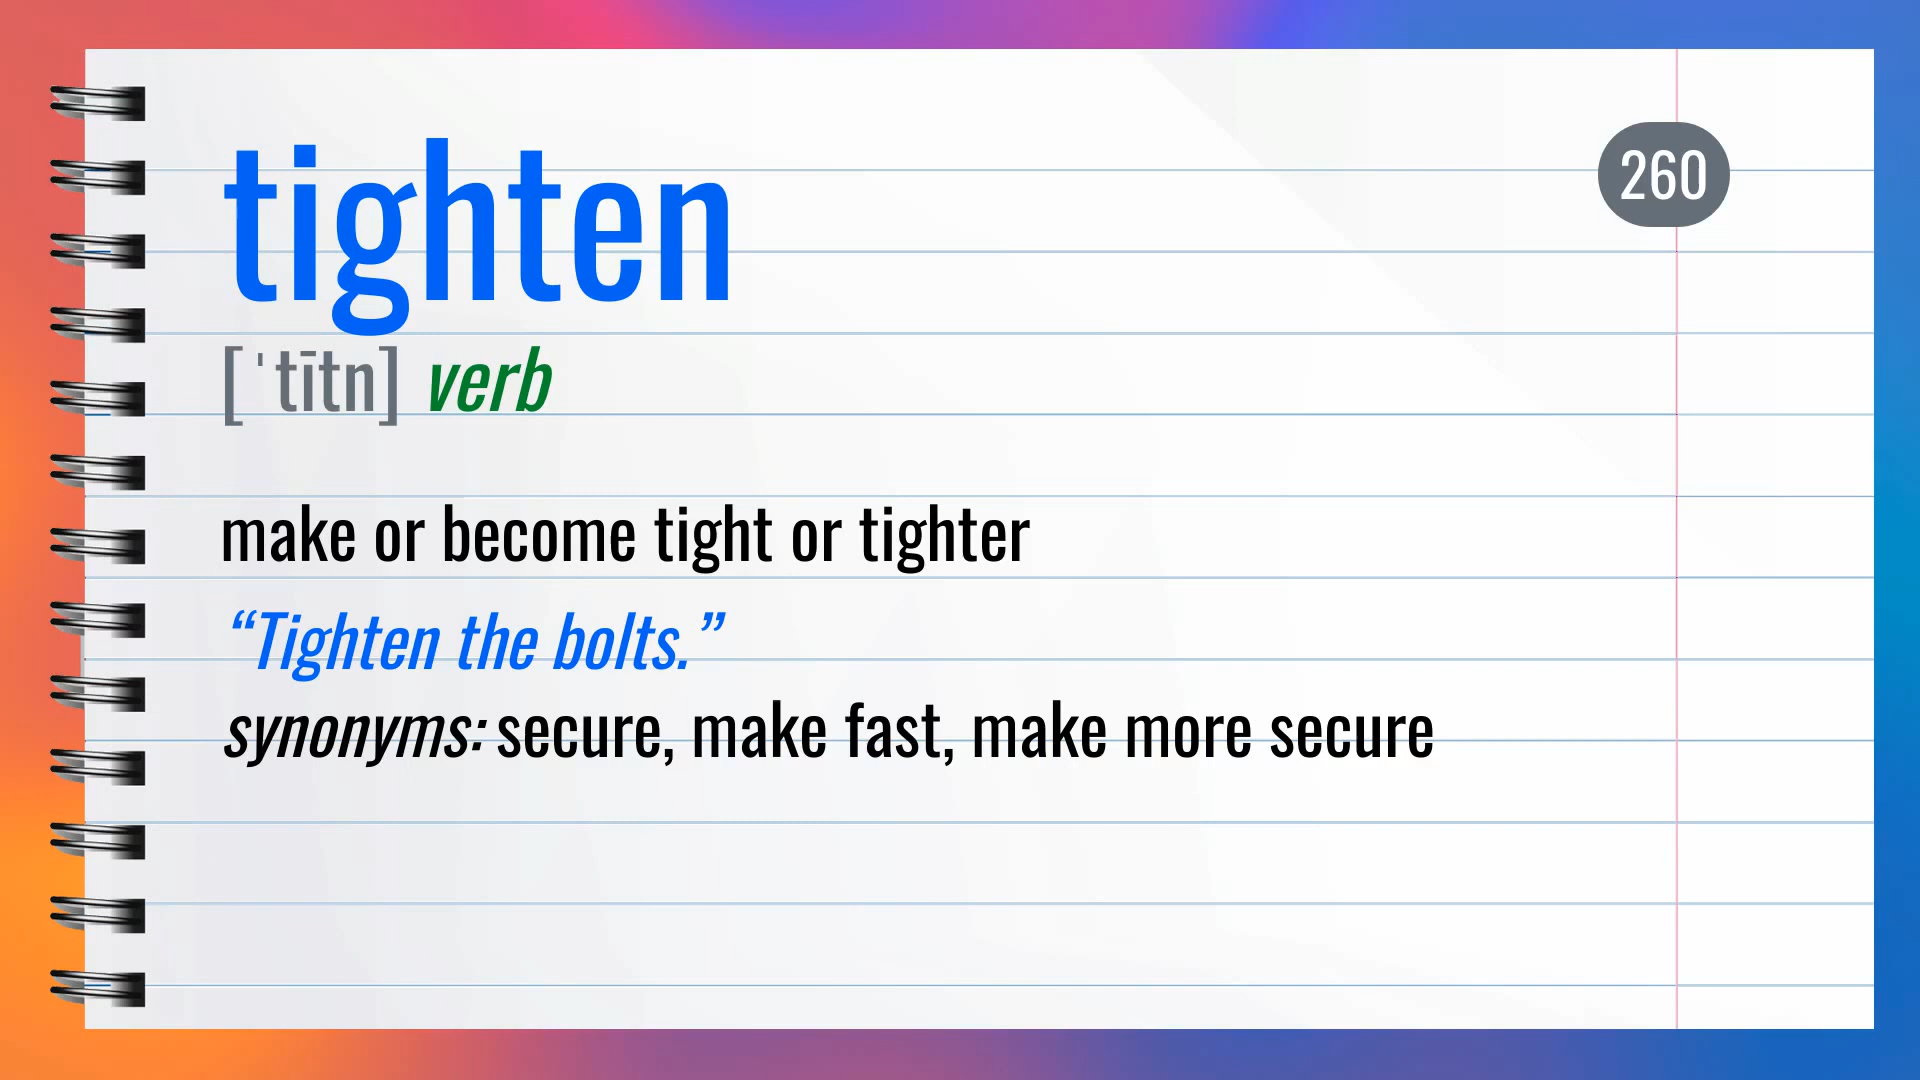 tighten
260
[ˈtītn] verb
make or become tight or tighter
“Tighten the bolts.”
synonyms: secure, make fast, make more secure